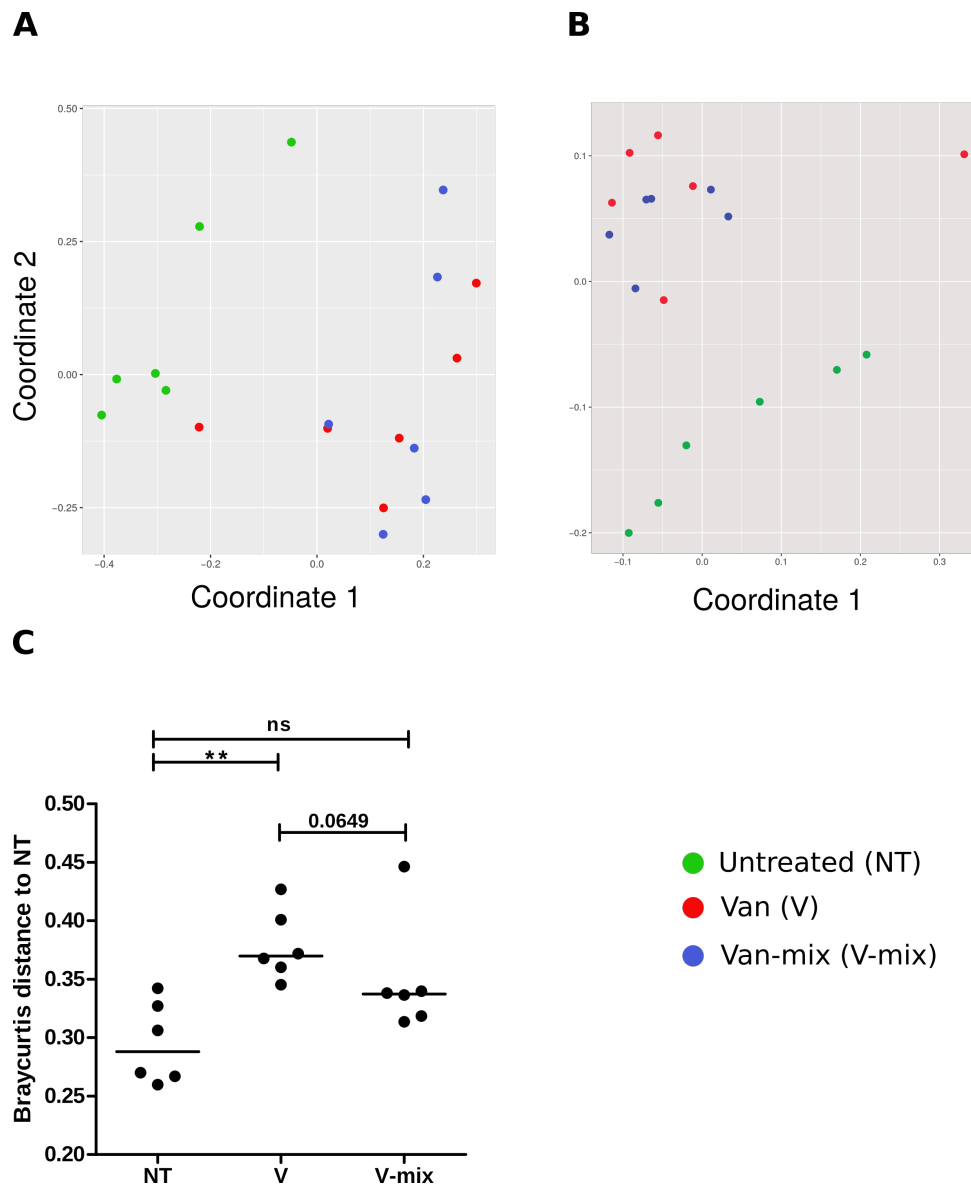 A
B
0.50
0.25
0.00
−0.25
Coordinate 2
−0.4
−0.2
0.0
0.2
Coordinate 1
0.1
0.0
−0.1
−0.2
−0.1
0.0
0.1
0.2
0.3
Coordinate 1
C
ns
**
0.0649
0.50
0.45
0.40
0.35
0.30
0.25
0.20
Braycurtis distance to NT
NT
V
V-mix
Untreated (NT)
Van (V)
Van-mix (V-mix)